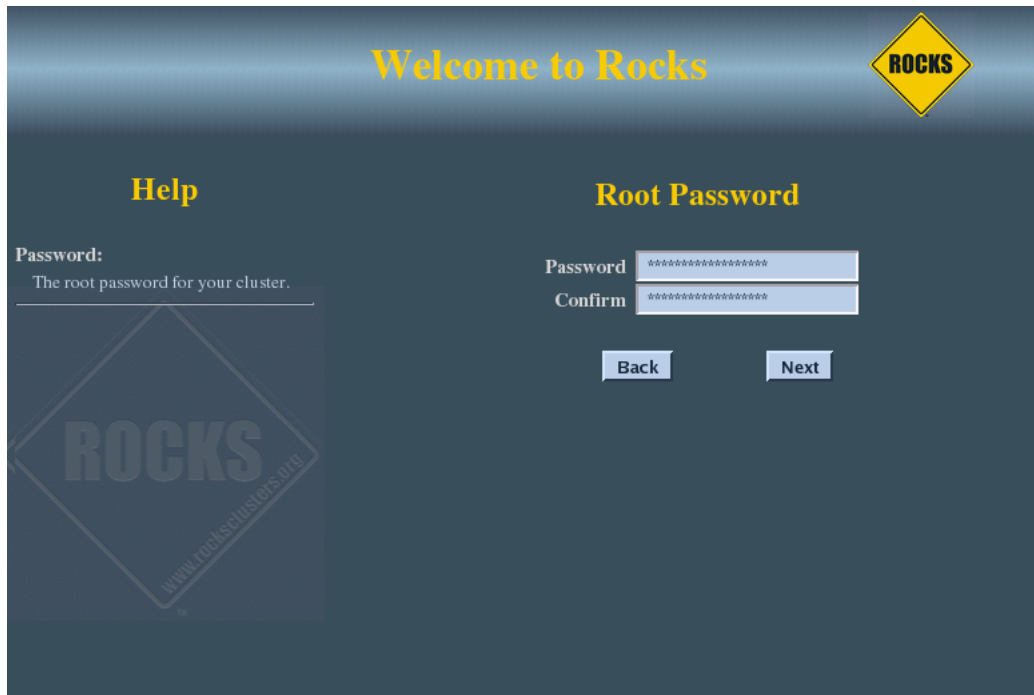 Welcome to Rocks
ROCKS
Help
Password:
The root password for your cluster.
ROCKS
www.rocksclusters.org
TM
Root Password
Password ******************
Confirm ******************
Back Next